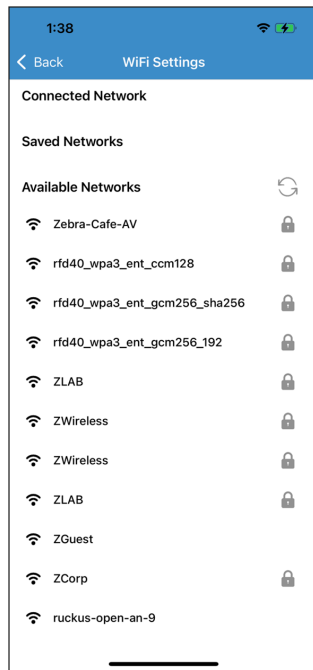 1:38
Back WiFi Settings
Connected Network
Saved Networks
Available Networks
Zebra-Cafe-AV
rfd40_wpa3_ent_ccm128
rfd40_wpa3_ent_gcm256_sha256
rfd40_wpa3_ent_gcm256_192
ZLAB
ZWireless
ZWireless
ZLAB
ZGuest
ZCorp
ruckus-open-an-9